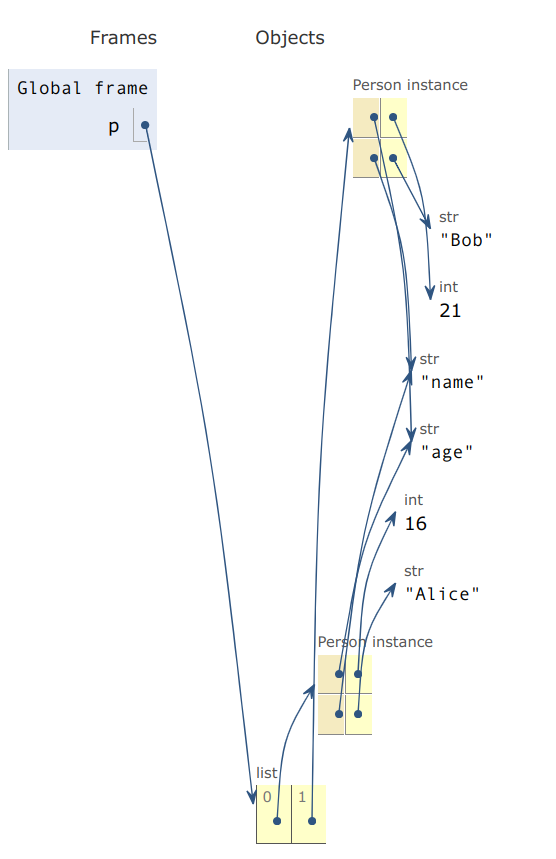 Frames
Objects
Global frame
p
Person instance
str
"Bob"
int
21
str
"name"
str
"age"
int
16
str
"Alice"
Person instance
list
0 1